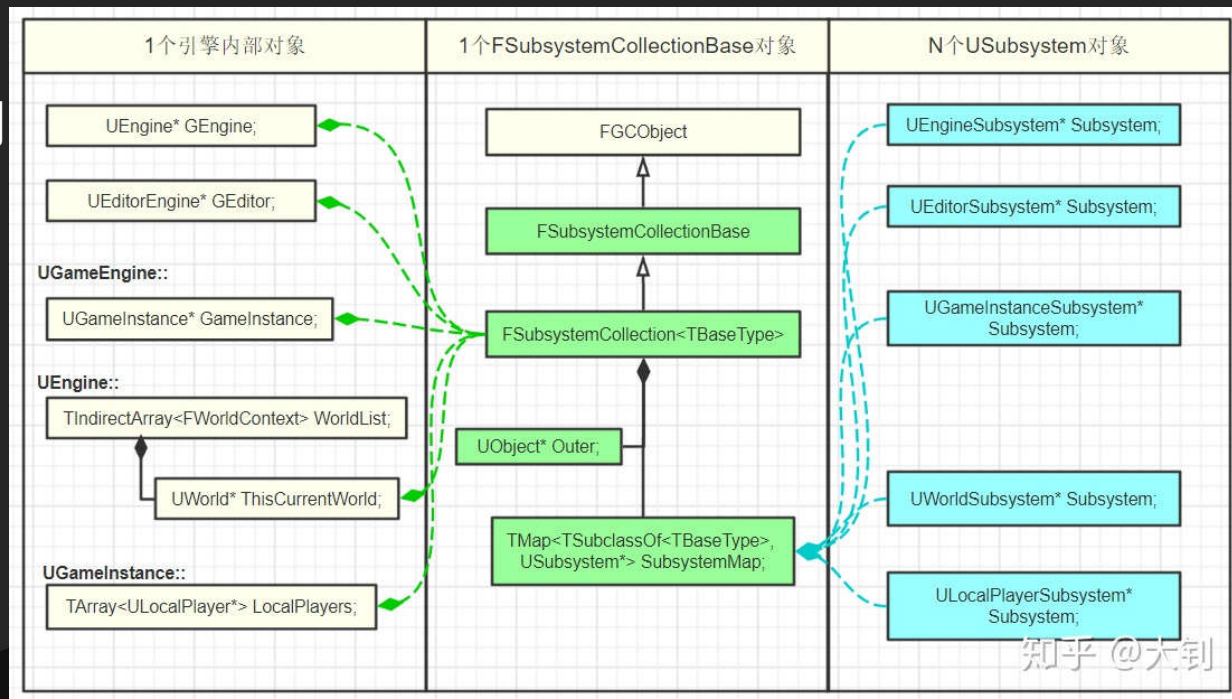 1个引擎内部对象
1个FSubsystemCollectionBase对象
N个USubsystem对象
UEngine* GEngine;
UEditorEngine* GEditor;
UGameEngine::
UGameInstance* GameInstance;
UEngine::
TIndirectArray<FWorldContext> WorldList;
UWorld* ThisCurrentWorld;
UGameInstance::
TArray<ULocalPlayer*> LocalPlayers;
FGCObject
FSubsystemCollectionBase
FSubsystemCollection<TBaseType>
UObject* Outer;
TMap<TSubclassOf<TBaseType>,
USubsystem*> SubsystemMap;
UEngineSubsystem* Subsystem;
UEditorSubsystem* Subsystem;
UGameInstanceSubsystem*
Subsystem;
UWorldSubsystem* Subsystem;
ULocalPlayerSubsystem*
Subsystem;
知乎 @大钊